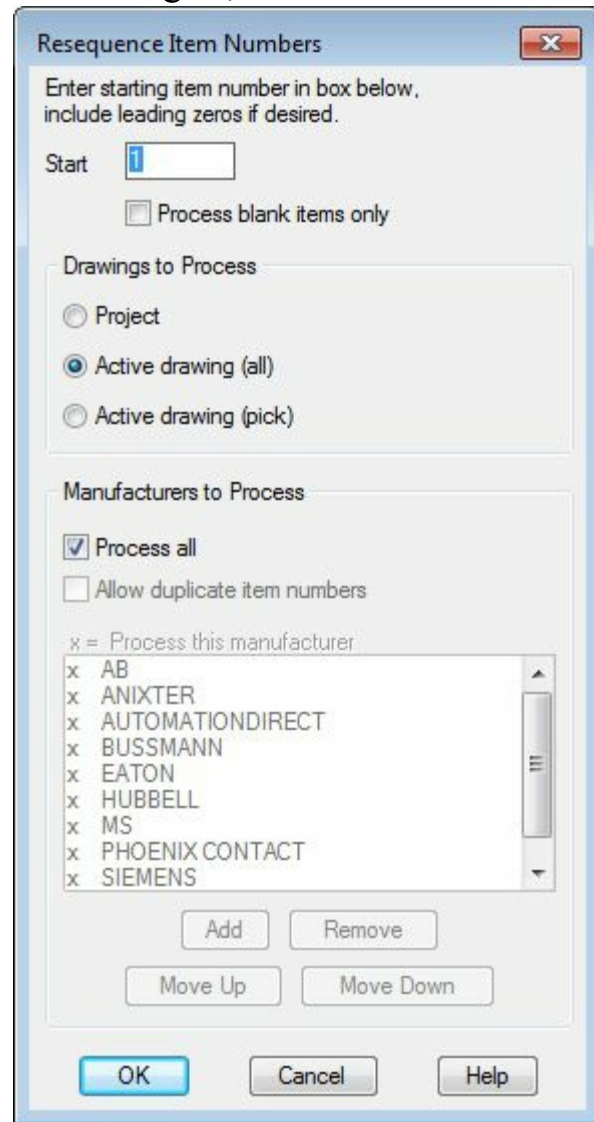 Resequence Item Numbers
Enter starting item number in box below,
include leading zeros if desired.
Start 1
Process blank items only
Drawings to Process
Project
Active drawing (all)
Active drawing (pick)
Manufacturers to Process
Process all
Allow duplicate item numbers
x = Process this manufacturer
x AB
x ANIXTER
x AUTOMATIONDIRECT
x BUSSMANN
x EATON
x HUBBELL
x MS
x PHOENIX CONTACT
x SIEMENS
Add Remove
Move Up Move Down
OK Cancel Help